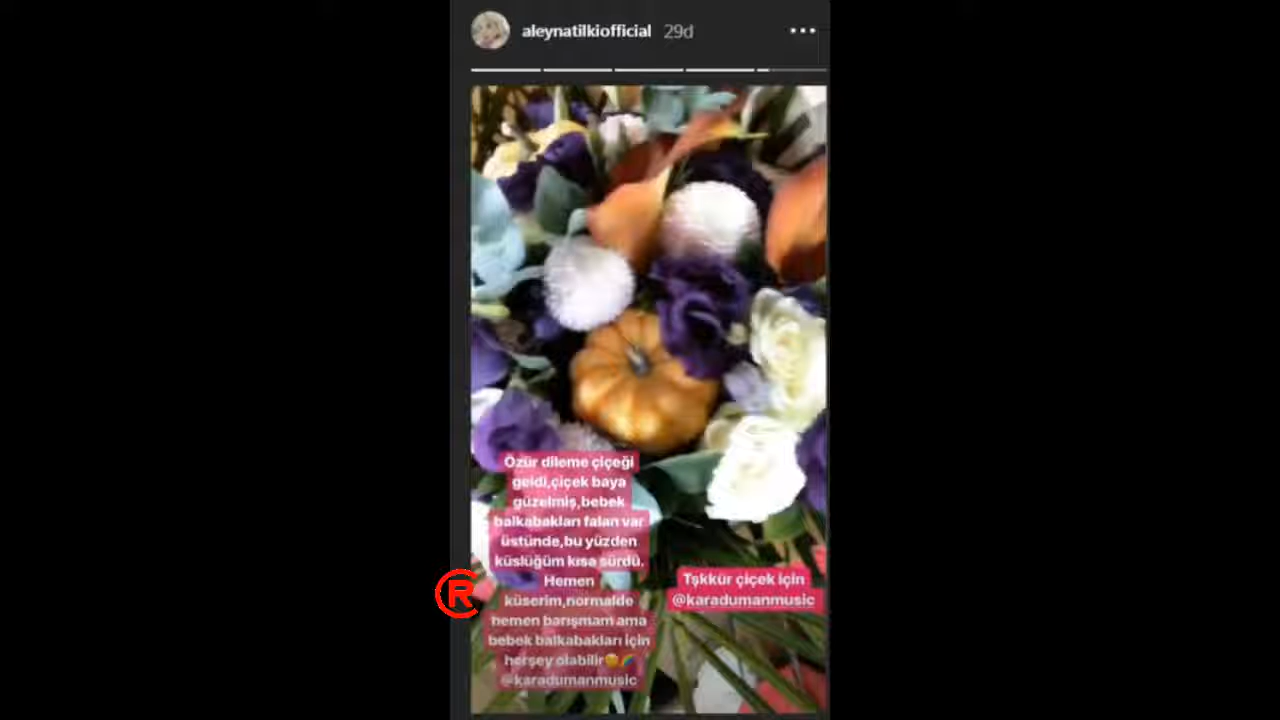 aleynatilkiofficial 29d
Özür dileme çiçeği
geldi,çiçek baya
güzelmiş,bebek
balkabakları falan var
üstünde,bu yüzden
küslüğüm kısa sürdü.
Hemen
küserim,normalde
hemen barışmam ama
bebek balkabakları için
herşey olabilir
@karadumanmusic
Tşkkür çiçek için
@karadumanmusic
R